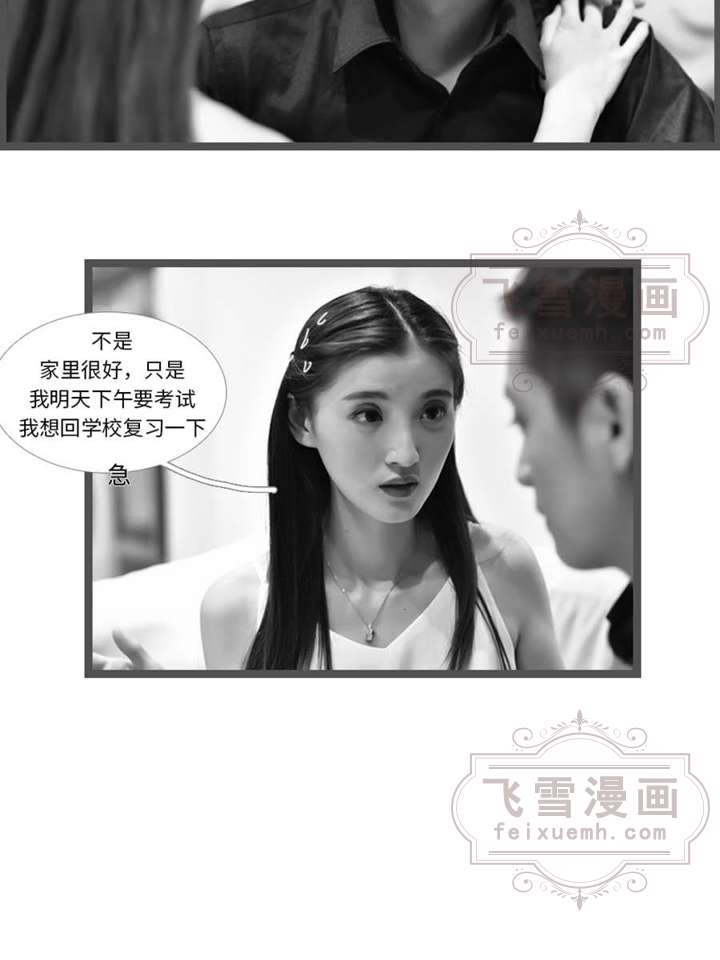 飞雪漫画
feixuemh.com
c
b
v
不是
家里很好，只是
我明天下午要考试
我想回学校复习一下
急
飞雪漫画
feixuemh.com